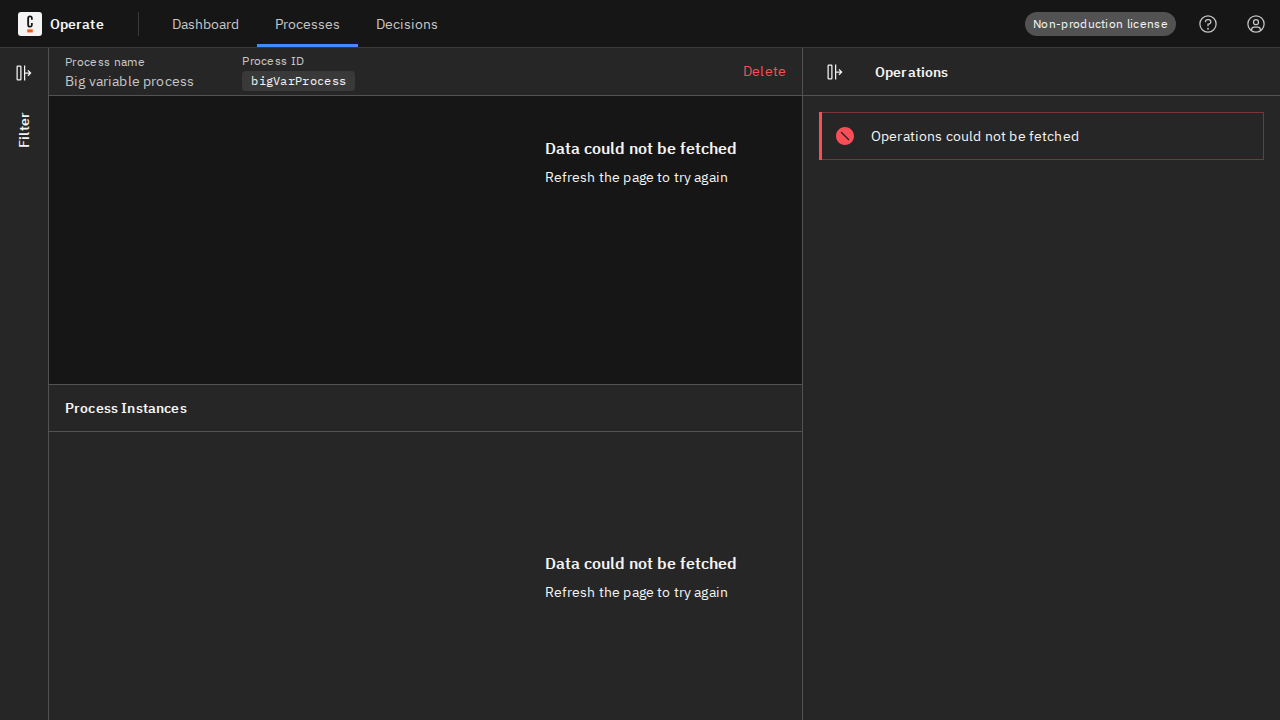 Operate
Dashboard
Processes
Decisions
Non-production license
Filter
Process name
Big variable process
Process ID
bigVarProcess
Delete
Data could not be fetched
Refresh the page to try again
Process Instances
Data could not be fetched
Refresh the page to try again
Operations
Operations could not be fetched